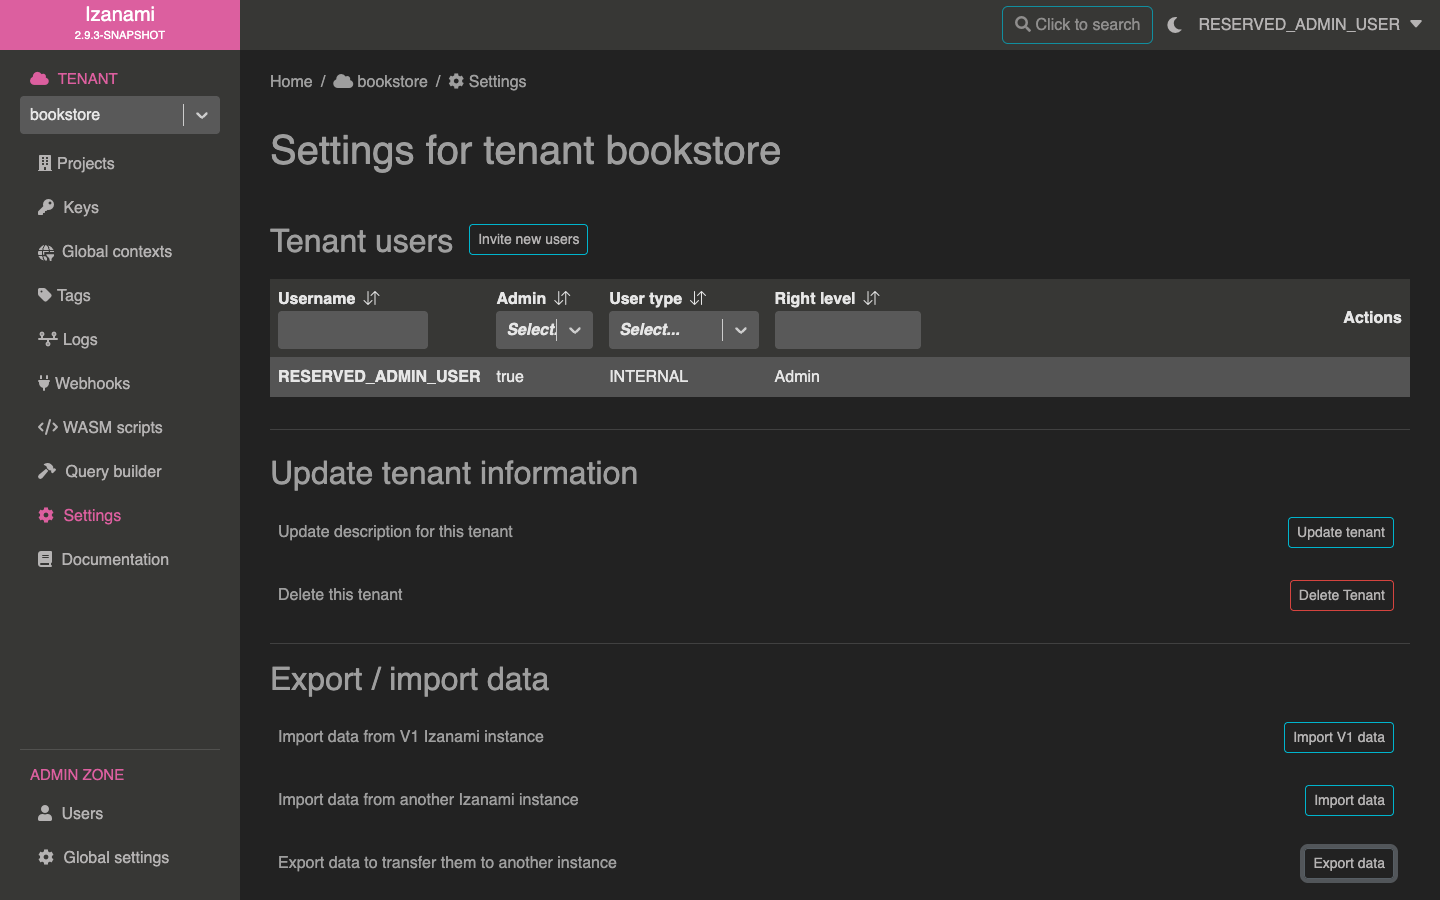 Izanami
2.9.3-SNAPSHOT
Click to search
RESERVED_ADMIN_USER
TENANT
bookstore
Projects
Keys
Global contexts
Tags
Logs
Webhooks
WASM scripts
Query builder
Settings
Documentation
ADMIN ZONE
Users
Global settings
Home / bookstore / Settings
Settings for tenant bookstore
Tenant users
Invite new users
Username Admin User type Right level Actions
Select... Select...
RESERVED_ADMIN_USER true INTERNAL Admin
Update tenant information
Update description for this tenant Update tenant
Delete this tenant Delete Tenant
Export / import data
Import data from V1 Izanami instance Import V1 data
Import data from another Izanami instance Import data
Export data to transfer them to another instance Export data